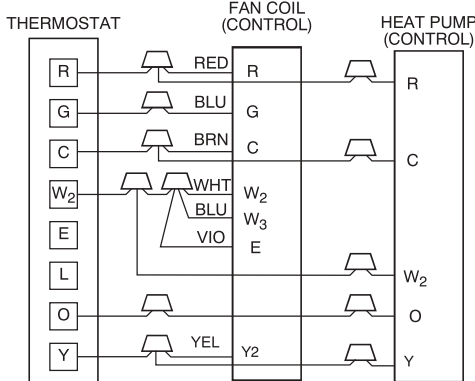 THERMOSTAT
FAN COIL
(CONTROL)
HEAT PUMP
(CONTROL)
R
RED
R
R
G
BLU
G
C
BRN
C
C
W2
WHT
W2
BLU
W3
E
VIO
E
L
W2
O
O
Y
YEL
Y2
Y